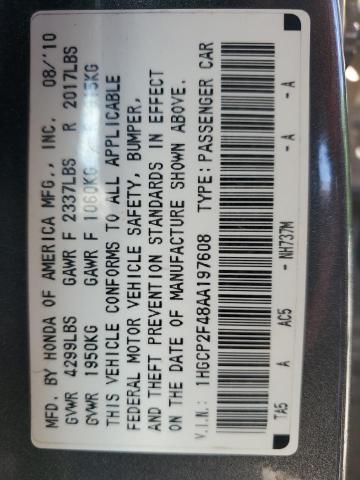 MFD. BY HONDA OF AMERICA MFG., INC. 08/'10
GVWR 4299LBS GAWR F 2337LBS R 2017LBS
GVWR 1950KG GAWR F 1060KG
THIS VEHICLE CONFORMS TO ALL APPLICABLE
FEDERAL MOTOR VEHICLE SAFETY, BUMPER,
AND THEFT PREVENTION STANDARDS IN EFFECT
ON THE DATE OF MANUFACTURE SHOWN ABOVE.
V.I.N.: 1HGCP2F48AA197608 TYPE: PASSENGER CAR
TA5 A AC5 - NH737M - A - A